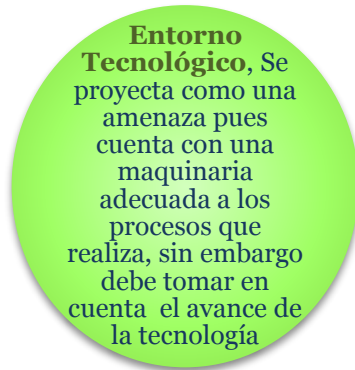 Entorno
Tecnológico, Se
proyecta como una
amenaza pues
cuenta con una
maquinaria
adecuada a los
procesos que
realiza, sin embargo
debe tomar en
cuenta  el avance de
la tecnología